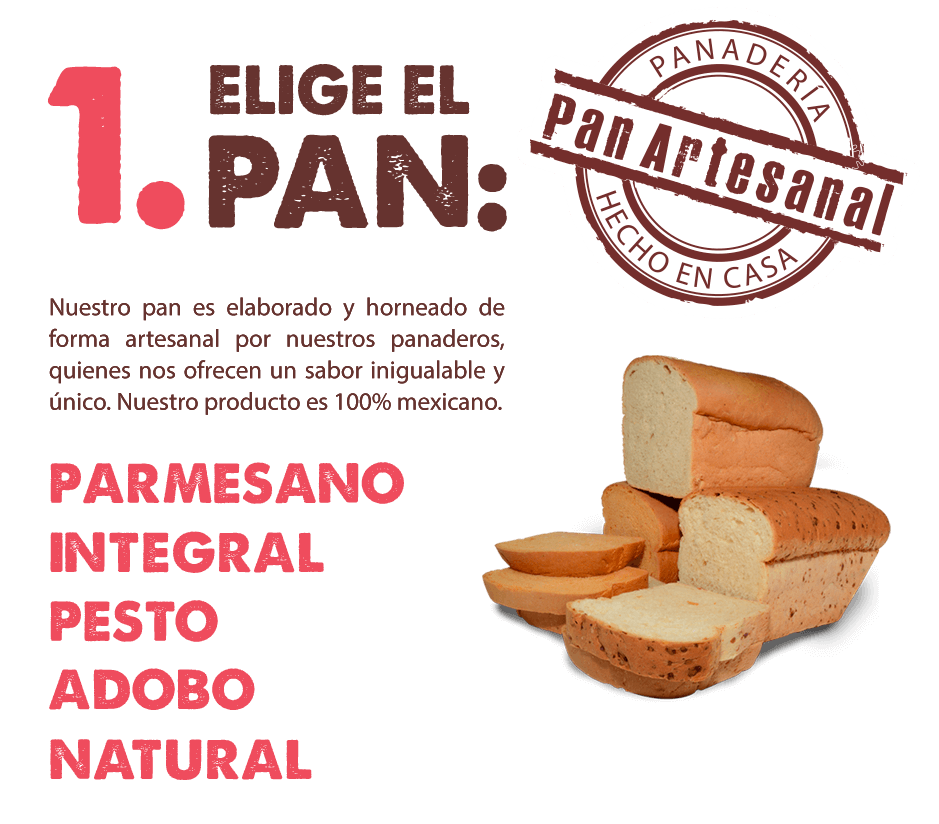 1.
ELIGE EL
PAN:
PANADERÍA
Pan Artesanal
HECHO EN CASA
Nuestro pan es elaborado y horneado de
forma artesanal por nuestros panaderos,
quienes nos ofrecen un sabor inigualable y
único. Nuestro producto es 100% mexicano.
PARMESANO
INTEGRAL
PESTO
ADOBO
NATURAL